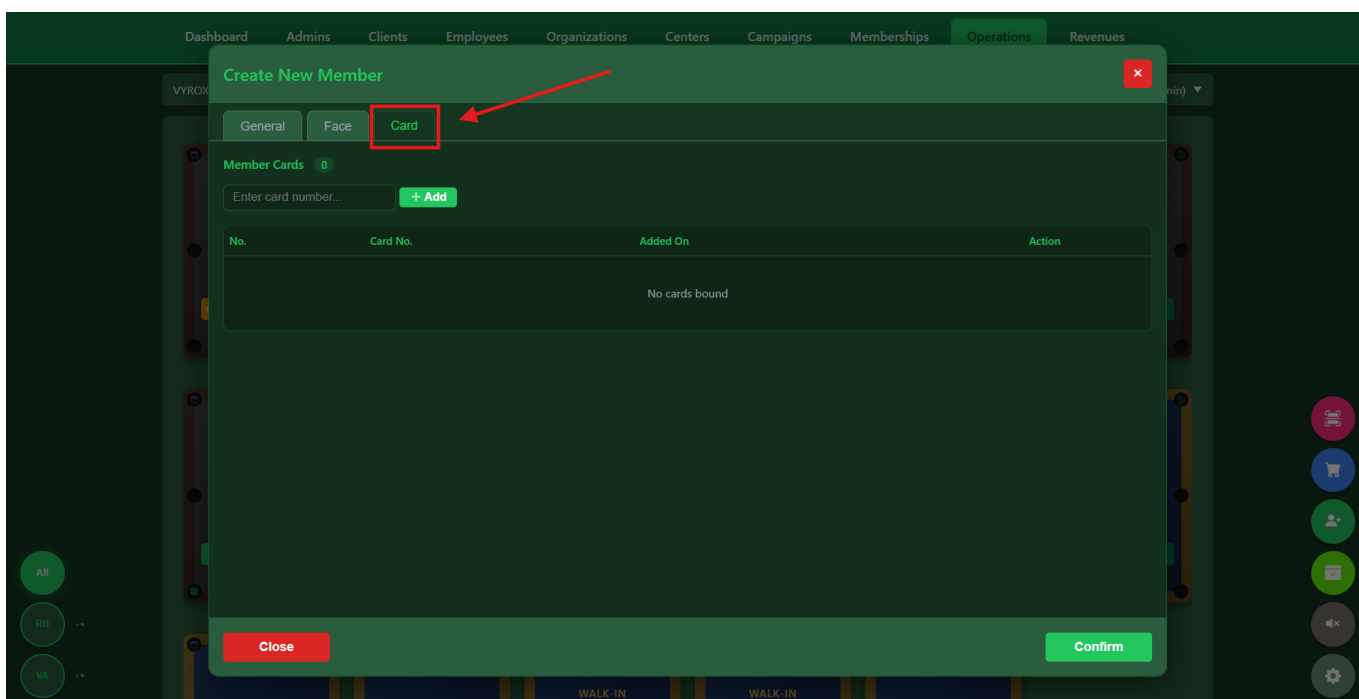 Dashboard Admins Clients Employees Organizations Centers Campaigns Memberships Operations Revenues
VYROX
min)
Create New Member
×
General Face Card
Member Cards 0
Enter card number...
+ Add
No. Card No. Added On Action
No cards bound
All
RH
VA
Close
Confirm
WALK-IN WALK-IN